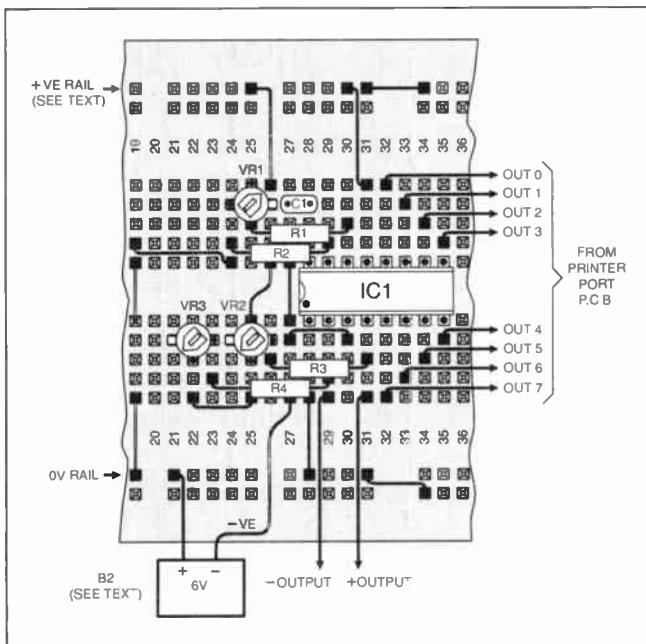 +VE RAIL
(SEE TEXT)
19 20 21 22 23 24 25 27 28 29 30 31 32 33 34 35 36
VR1
C1
R1
R2
OUT 0
OUT 1
OUT 2
OUT 3
FROM
PRINTER
PORT
P.C B
IC1
VR3 VR2
R3
R4
OUT 4
OUT 5
OUT 6
OUT 7
20 21 22 23 24 25 27 29 30 31 32 33 34 35 36
0V RAIL
-VE
+ -
6V
B2
(SEE TEXT)
-OUTPUT +OUTPUT